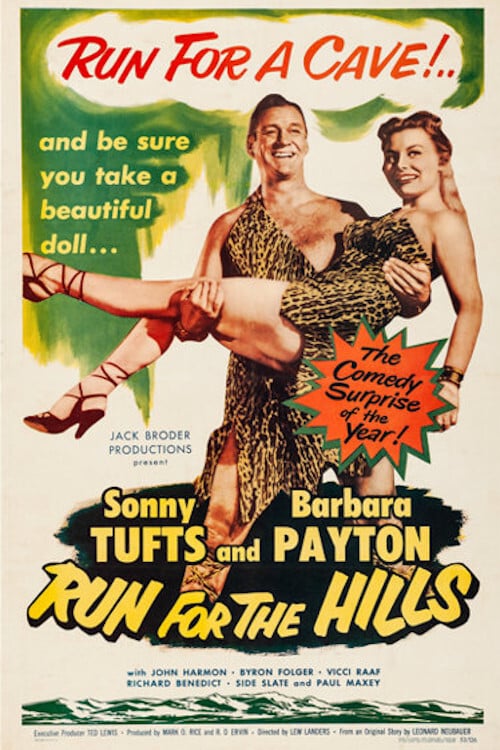 RUN FOR A CAVE!..
and be sure
you take a
beautiful
doll...
The
Comedy
Surprise
of the
Year!
JACK BRODER
PRODUCTIONS
present
Sonny Barbara
TUFTS and PAYTON
RUN FOR THE HILLS
with JOHN HARMON · BYRON FOLGER · VICCI RAAF
RICHARD BENEDICT · SIDE SLATE and PAUL MAXEY
Executive Producer TED LEWIS · Produced by MARK O. RICE and R. D ERVIN · Directed by LEW LANDERS · From an Original Story by LEONARD NEUBAUER